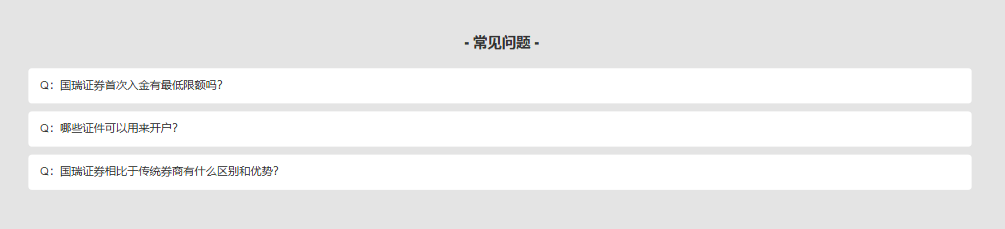 - 常见问题 -
Q：国瑞证券首次入金有最低限额吗？
Q：哪些证件可以用来开户？
Q：国瑞证券相比于传统券商有什么区别和优势？